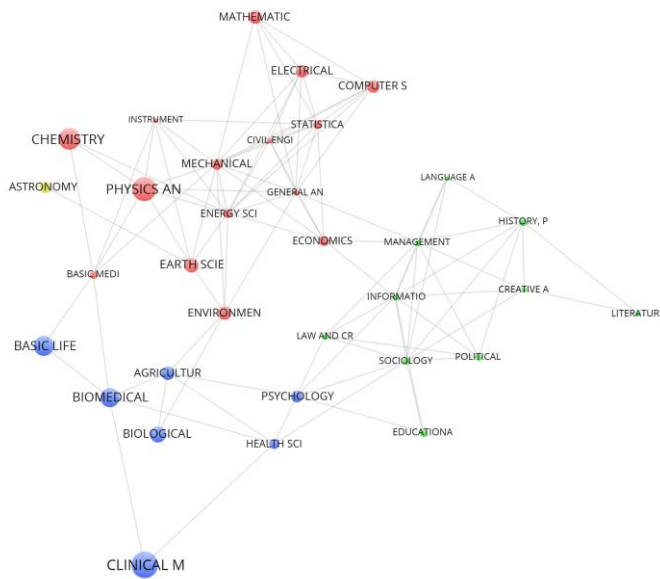 MATHEMATIC
ELECTRICAL
COMPUTER S
INSTRUMENT
STATISTICA
CHEMISTRY
CIVIL ENGI
MECHANICAL
LANGUAGE A
ASTRONOMY
PHYSICS AN
GENERAL AN
ENERGY SCI
HISTORY, P
ECONOMICS
MANAGEMENT
EARTH SCIE
BASIC MEDI
CREATIVE A
INFORMATIO
ENVIRONMEN
LITERATURE
LAW AND CR
BASIC LIFE
SOCIOLOGY
POLITICAL
AGRICULTUR
BIOMEDICAL
PSYCHOLOGY
BIOLOGICAL
EDUCATIONA
HEALTH SCI
CLINICAL M